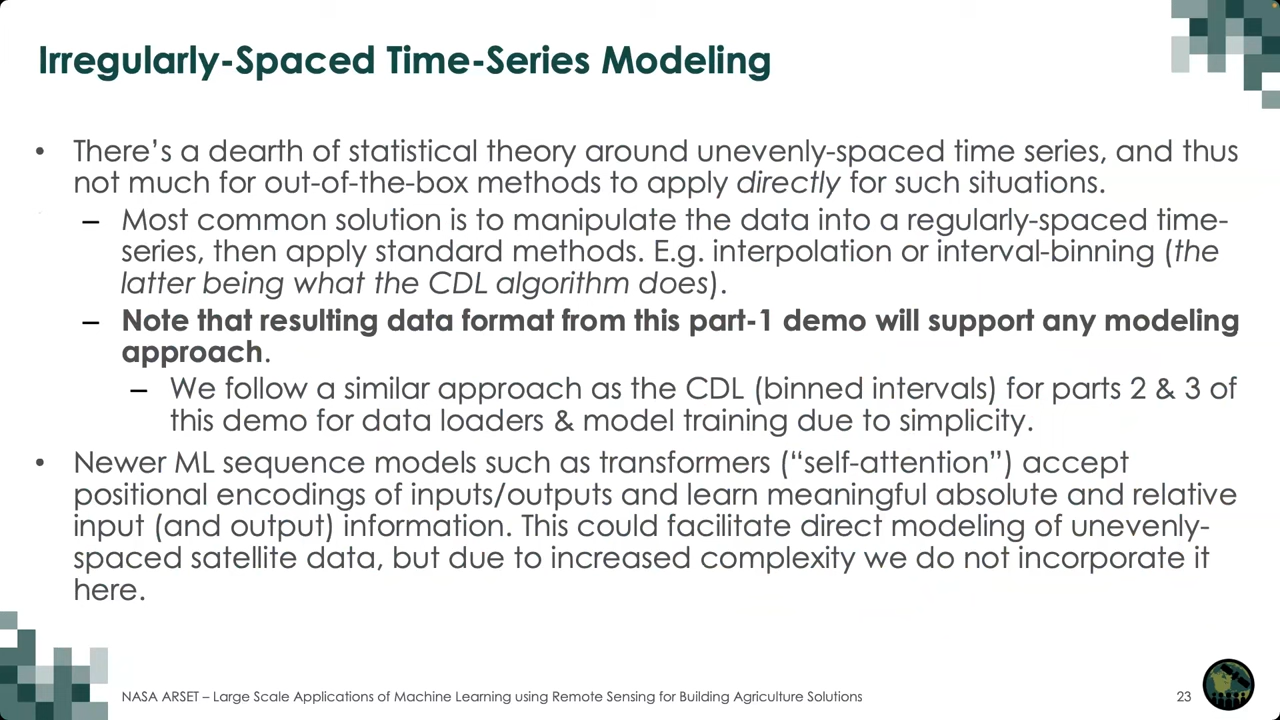 Irregularly-Spaced Time-Series Modeling
• There’s a dearth of statistical theory around unevenly-spaced time series, and thus
not much for out-of-the-box methods to apply directly for such situations.
– Most common solution is to manipulate the data into a regularly-spaced time-
series, then apply standard methods. E.g. interpolation or interval-binning (the
latter being what the CDL algorithm does).
– Note that resulting data format from this part-1 demo will support any modeling
approach.
– We follow a similar approach as the CDL (binned intervals) for parts 2 & 3 of
this demo for data loaders & model training due to simplicity.
• Newer ML sequence models such as transformers (“self-attention”) accept
positional encodings of inputs/outputs and learn meaningful absolute and relative
input (and output) information. This could facilitate direct modeling of unevenly-
spaced satellite data, but due to increased complexity we do not incorporate it
here.
NASA ARSET – Large Scale Applications of Machine Learning using Remote Sensing for Building Agriculture Solutions
23